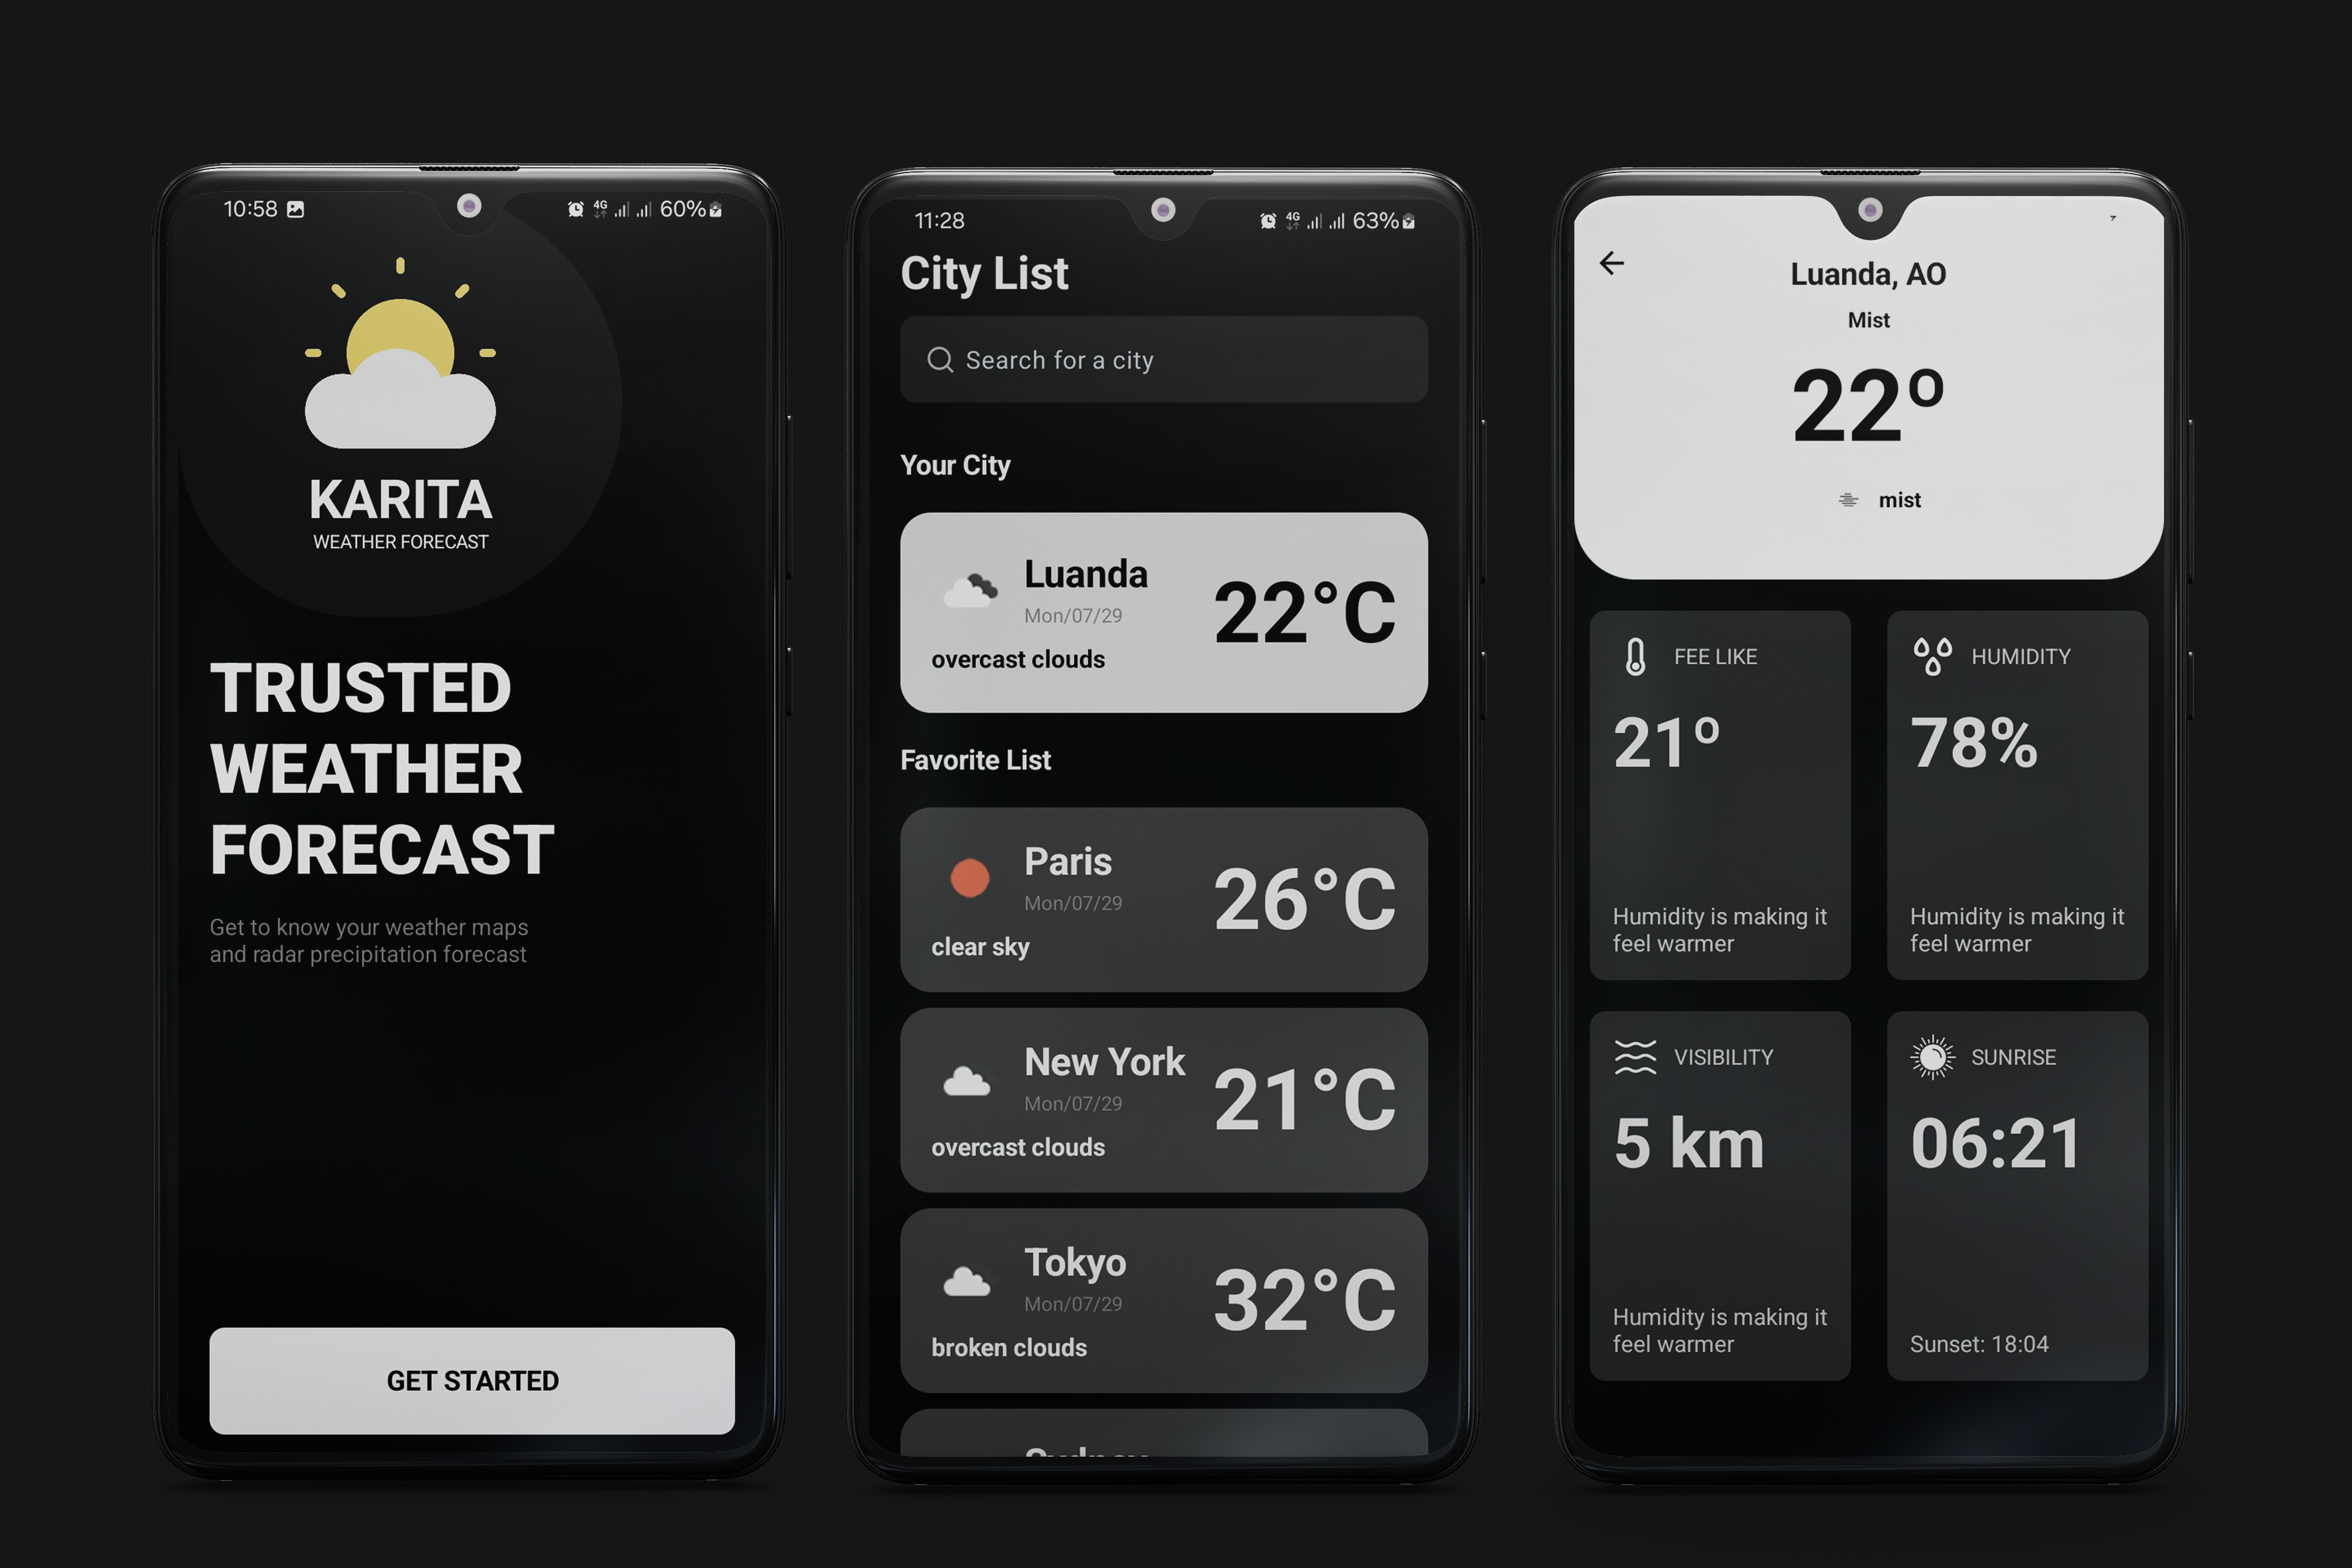 10:58
4G
60%
KARITA
WEATHER FORECAST
TRUSTED
WEATHER
FORECAST
Get to know your weather maps
and radar precipitation forecast
GET STARTED
11:28
4G
63%
City List
Search for a city
Your City
Luanda
Mon/07/29
22°C
overcast clouds
Favorite List
Paris
Mon/07/29
26°C
clear sky
New York
Mon/07/29
21°C
overcast clouds
Tokyo
Mon/07/29
32°C
broken clouds
Sydney
Luanda, AO
Mist
22º
mist
FEE LIKE
21º
Humidity is making it
feel warmer
HUMIDITY
78%
Humidity is making it
feel warmer
VISIBILITY
5 km
Humidity is making it
feel warmer
SUNRISE
06:21
Sunset: 18:04